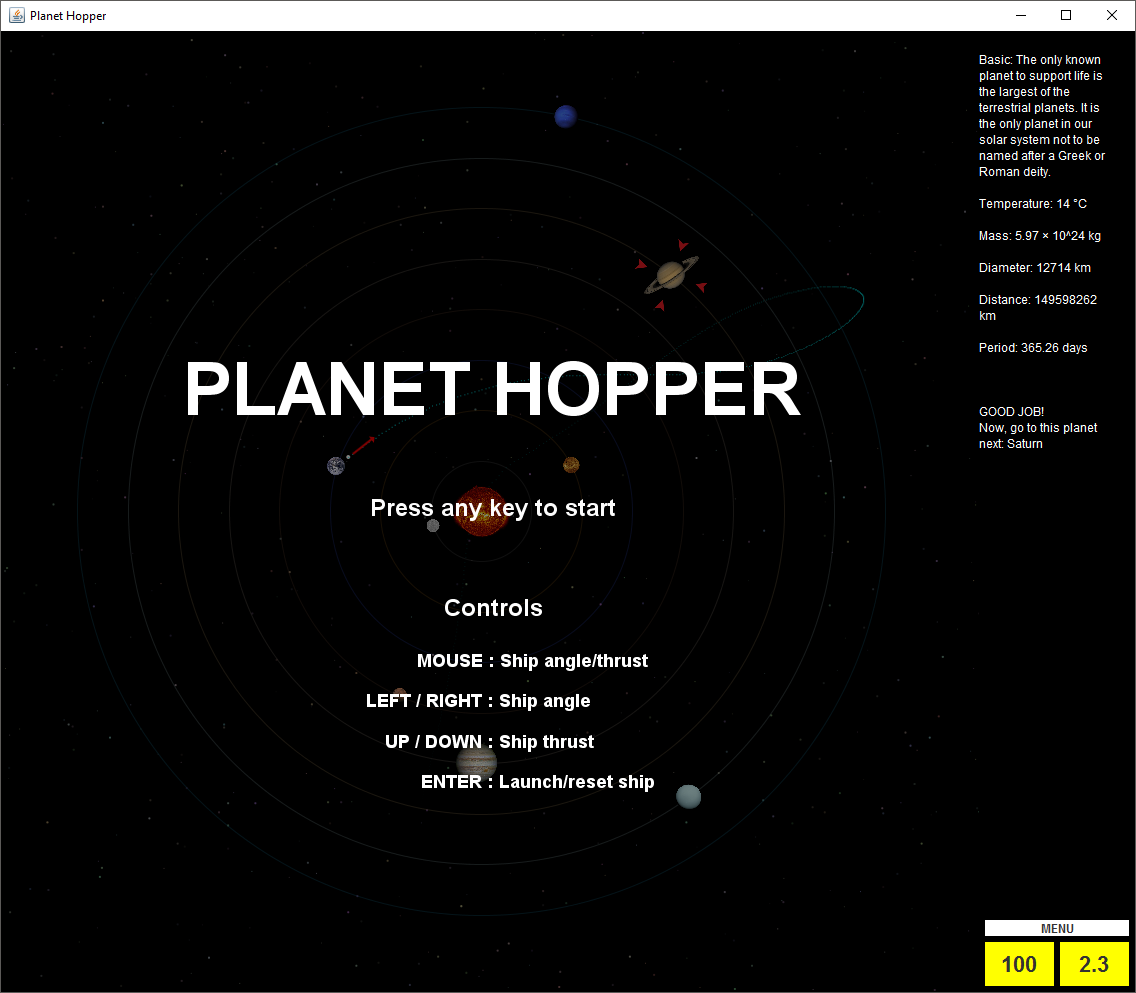 Planet Hopper
Basic: The only known
planet to support life is
the largest of the
terrestrial planets. It is
the only planet in our
solar system not to be
named after a Greek or
Roman deity.
Temperature: 14 °C
Mass: 5.97 × 10^24 kg
Diameter: 12714 km
Distance: 149598262
km
Period: 365.26 days
GOOD JOB!
Now, go to this planet
next: Saturn
PLANET HOPPER
Press any key to start
Controls
MOUSE : Ship angle/thrust
LEFT / RIGHT : Ship angle
UP / DOWN : Ship thrust
ENTER : Launch/reset ship
MENU
100 2.3